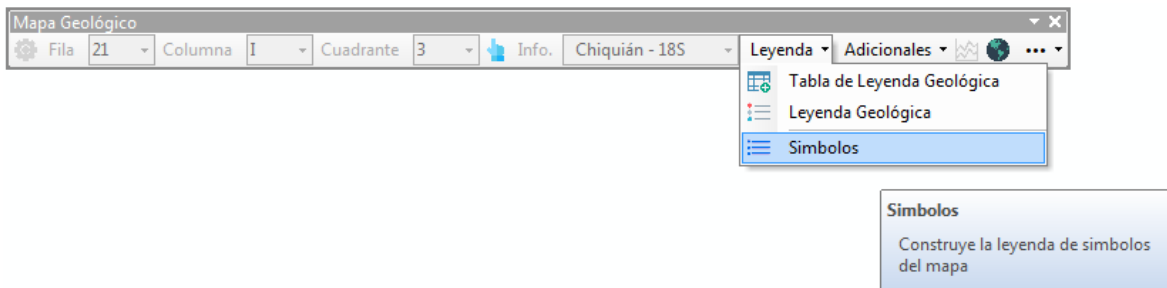 Mapa Geológico
Fila 21 Columna I Cuadrante 3 Info. Chiquián - 18S Leyenda Adicionales
Tabla de Leyenda Geológica
Leyenda Geológica
Simbolos
Simbolos
Construye la leyenda de simbolos
del mapa